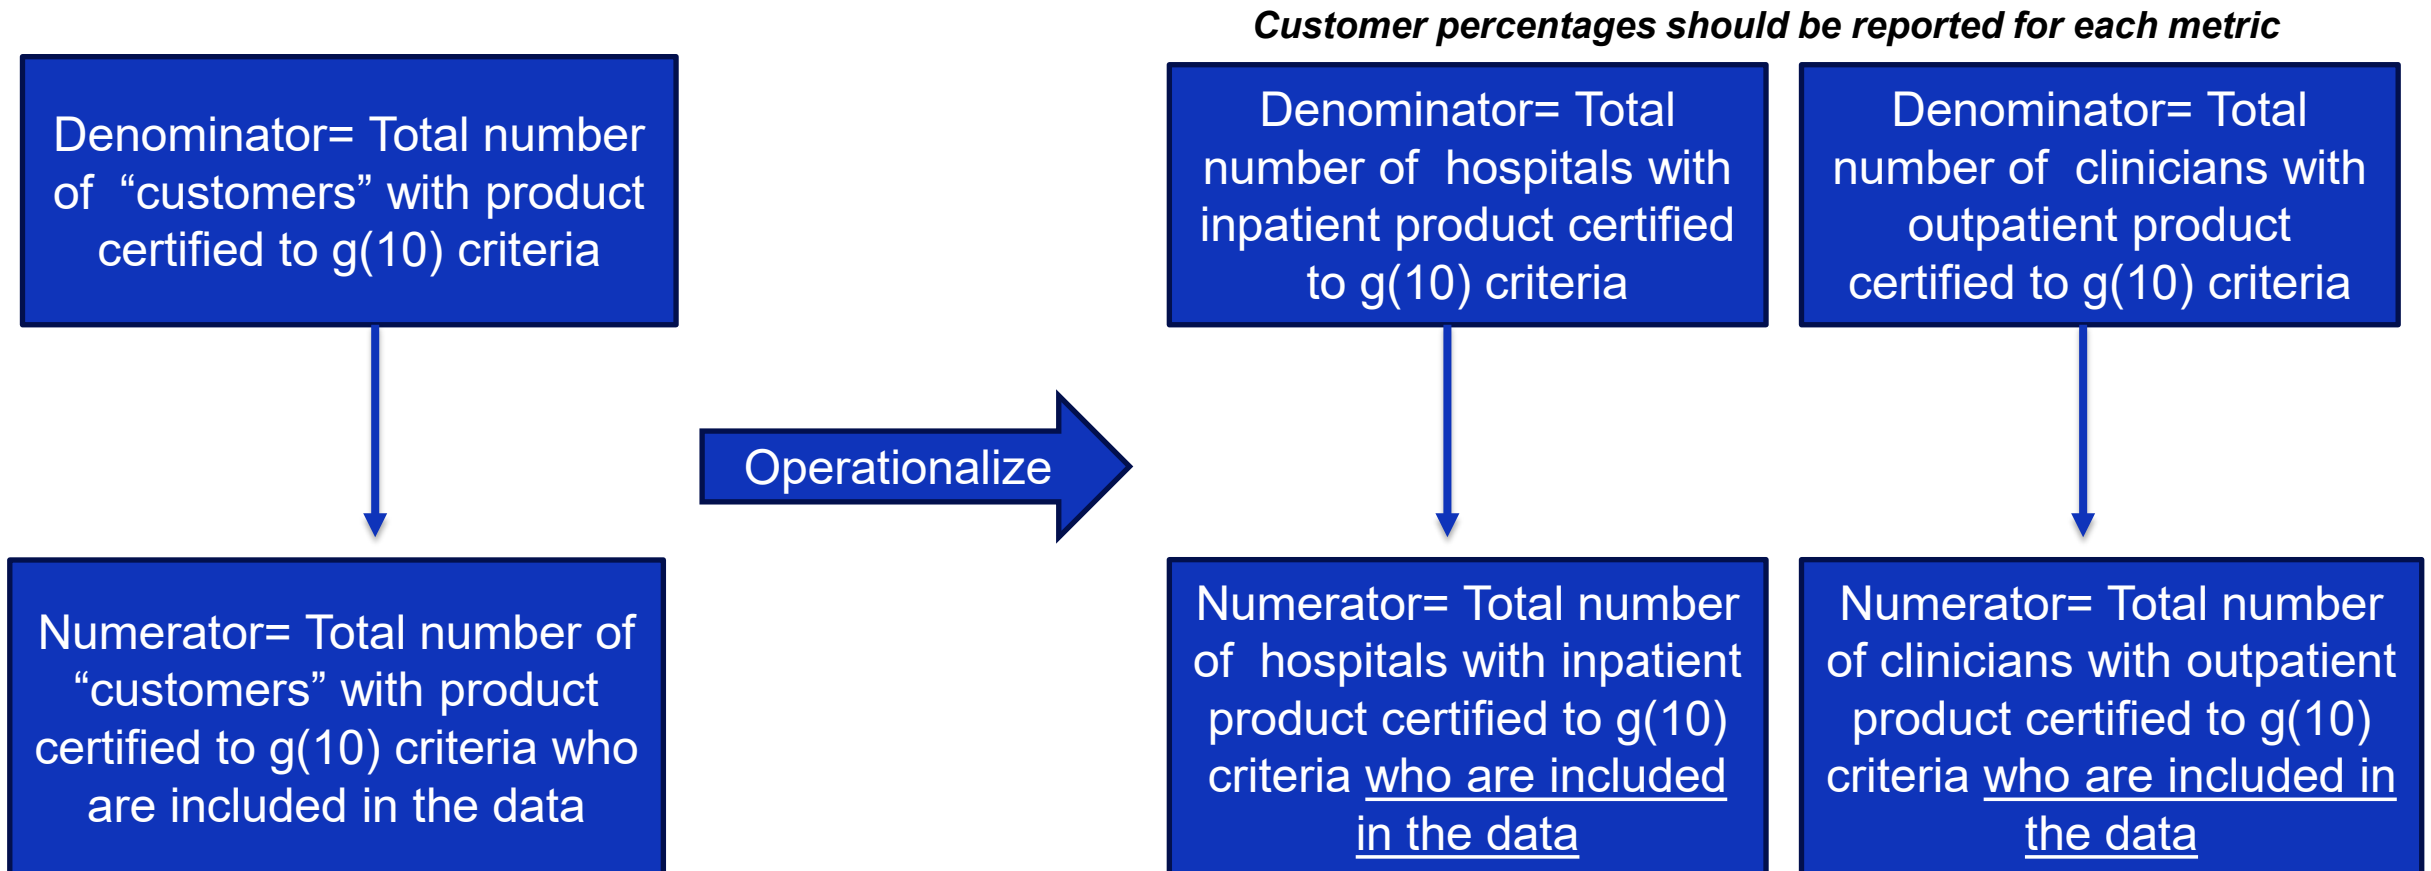 Customer percentages should be reported for each metric
Denominator= Total number
of “customers” with product
certified to g(10) criteria
Numerator= Total number of
“customers” with product
certified to g(10) criteria who
are included in the data
Operationalize
Denominator= Total
number of hospitals with
inpatient product certified
to g(10) criteria
Numerator= Total number
of hospitals with inpatient
product certified to g(10)
criteria who are included
in the data
Denominator= Total
number of clinicians with
outpatient product
certified to g(10) criteria
Numerator= Total number
of clinicians with outpatient
product certified to g(10)
criteria who are included in
the data